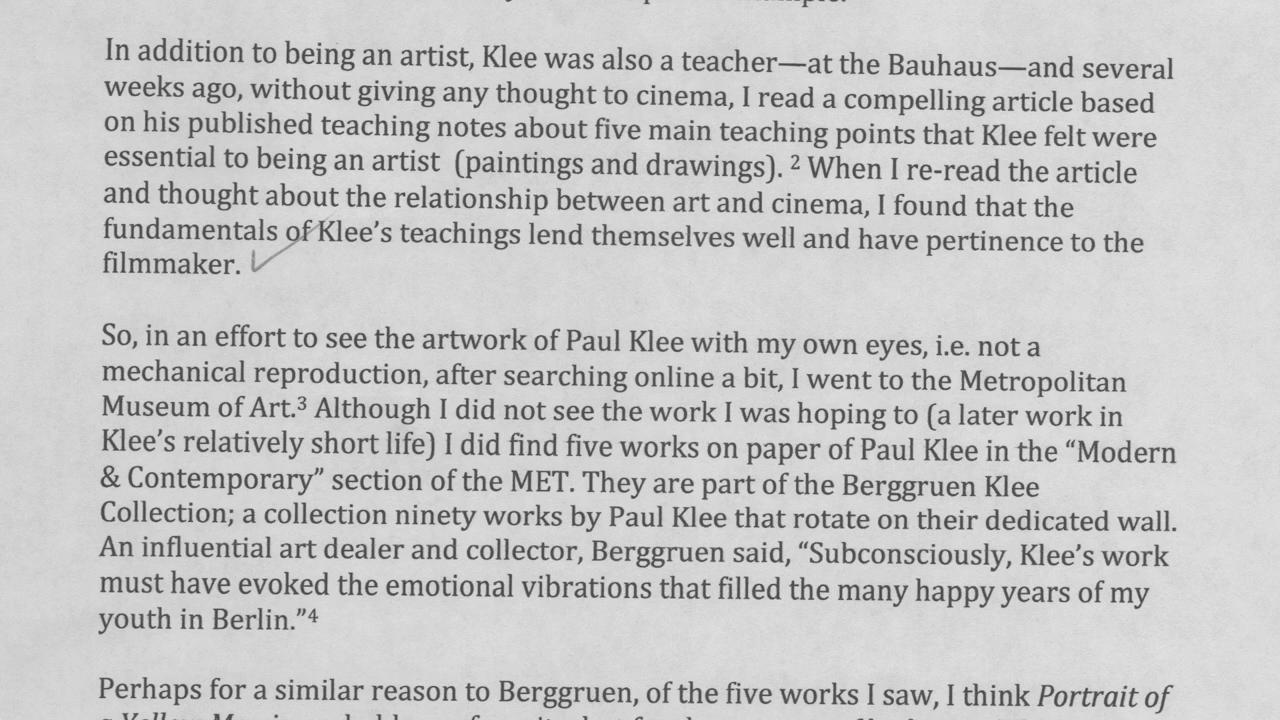 In addition to being an artist, Klee was also a teacher—at the Bauhaus—and several
weeks ago, without giving any thought to cinema, I read a compelling article based
on his published teaching notes about five main teaching points that Klee felt were
essential to being an artist  (paintings and drawings). ² When I re-read the article
and thought about the relationship between art and cinema, I found that the
fundamentals of Klee’s teachings lend themselves well and have pertinence to the
filmmaker.
So, in an effort to see the artwork of Paul Klee with my own eyes, i.e. not a
mechanical reproduction, after searching online a bit, I went to the Metropolitan
Museum of Art.³ Although I did not see the work I was hoping to (a later work in
Klee’s relatively short life) I did find five works on paper of Paul Klee in the “Modern
& Contemporary” section of the MET. They are part of the Berggruen Klee
Collection; a collection ninety works by Paul Klee that rotate on their dedicated wall.
An influential art dealer and collector, Berggruen said, “Subconsciously, Klee’s work
must have evoked the emotional vibrations that filled the many happy years of my
youth in Berlin.”⁴
Perhaps for a similar reason to Berggruen, of the five works I saw, I think Portrait of